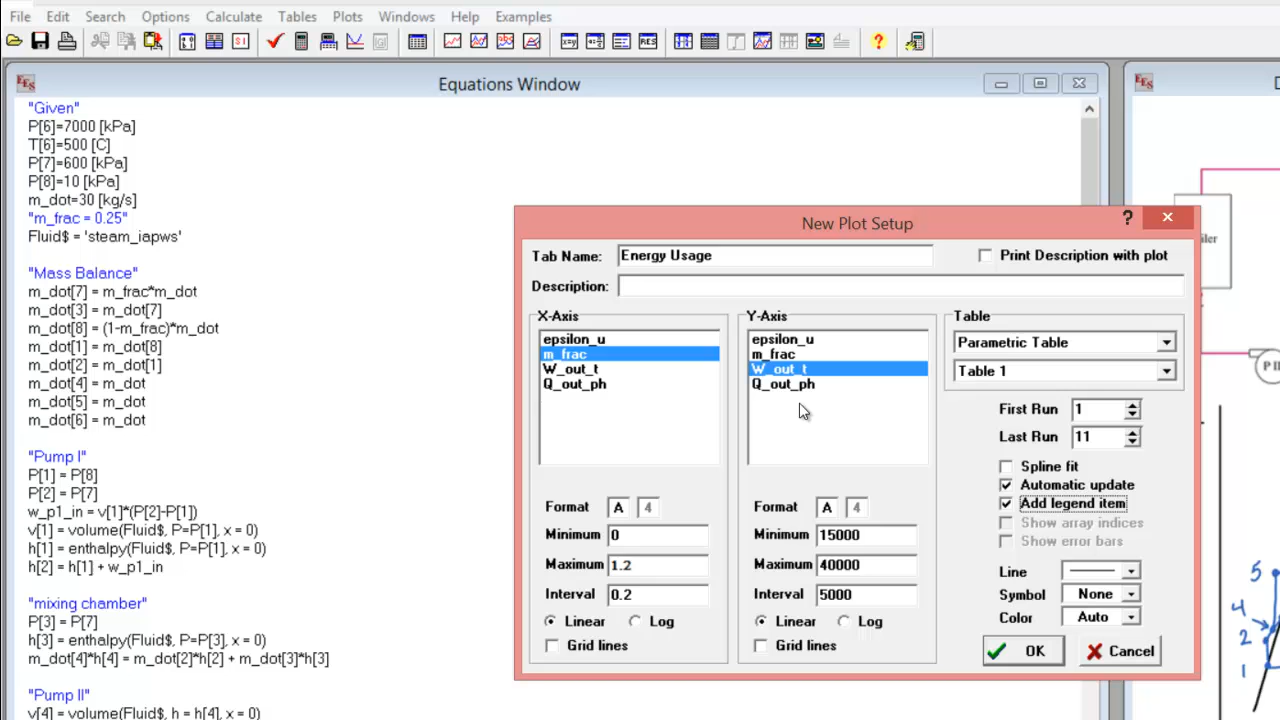 File Edit Search Options Calculate Tables Plots Windows Help Examples
Equations Window
"Given"
P[6]=7000 [kPa]
T[6]=500 [C]
P[7]=600 [kPa]
P[8]=10 [kPa]
m_dot=30 [kg/s]
"m_frac = 0.25"
Fluid$ = 'steam_iapws'
"Mass Balance"
m_dot[7] = m_frac*m_dot
m_dot[3] = m_dot[7]
m_dot[8] = (1-m_frac)*m_dot
m_dot[1] = m_dot[8]
m_dot[2] = m_dot[1]
m_dot[4] = m_dot
m_dot[5] = m_dot
m_dot[6] = m_dot
"Pump I"
P[1] = P[8]
P[2] = P[7]
w_p1_in = v[1]*(P[2]-P[1])
v[1] = volume(Fluid$, P=P[1], x = 0)
h[1] = enthalpy(Fluid$, P=P[1], x = 0)
h[2] = h[1] + w_p1_in
"mixing chamber"
P[3] = P[7]
h[3] = enthalpy(Fluid$, P=P[3], x = 0)
m_dot[4]*h[4] = m_dot[2]*h[2] + m_dot[3]*h[3]
"Pump II"
v[4] = volume(Fluid$, h = h[4], x = 0)
New Plot Setup
?
Tab Name: Energy Usage
Print Description with plot
Description:
X-Axis
epsilon_u
m_frac
W_out_t
Q_out_ph
Format A 4
Minimum 0
Maximum 1.2
Interval 0.2
Linear Log
Grid lines
Y-Axis
epsilon_u
m_frac
W_out_t
Q_out_ph
Format A 4
Minimum 15000
Maximum 40000
Interval 5000
Linear Log
Grid lines
Table
Parametric Table
Table 1
First Run 1
Last Run 11
Spline fit
Automatic update
Add legend item
Show array indices
Show error bars
Line
Symbol None
Color Auto
OK Cancel
5
4
2
1